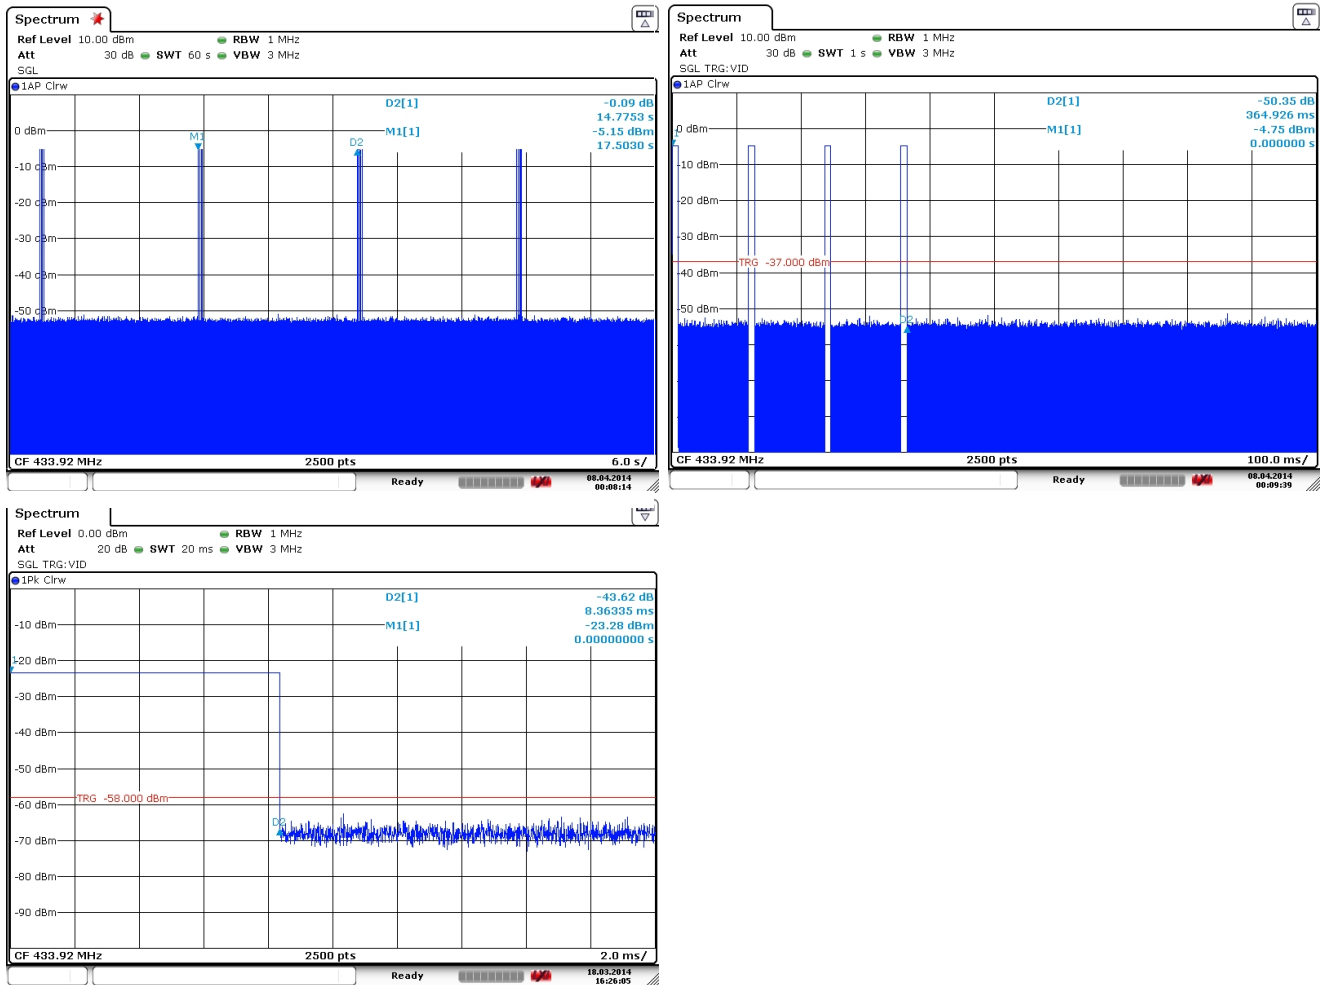 Spectrum
Ref Level 10.00 dBm RBW 1 MHz
Att 30 dB SWT 60 s VBW 3 MHz
SGL
1AP Clrw
D2[1] -0.09 dB
14.7753 s
M1[1] -5.15 dBm
17.5030 s
0 dBm
M1
D2
-10 dBm
-20 dBm
-30 dBm
-40 dBm
-50 dBm
CF 433.92 MHz 2500 pts 6.0 s/
Ready 08.04.2014
00:08:14
Spectrum
Ref Level 10.00 dBm RBW 1 MHz
Att 30 dB SWT 1 s VBW 3 MHz
SGL TRG:VID
1AP Clrw
D2[1] -50.35 dB
364.926 ms
M1[1] -4.75 dBm
0.000000 s
0 dBm
1
-10 dBm
-20 dBm
-30 dBm
TRG -37.000 dBm
-40 dBm
-50 dBm
D2
CF 433.92 MHz 2500 pts 100.0 ms/
Ready 08.04.2014
00:09:39
Spectrum
Ref Level 0.00 dBm RBW 1 MHz
Att 20 dB SWT 20 ms VBW 3 MHz
SGL TRG:VID
1Pk Clrw
D2[1] -43.62 dB
8.36335 ms
M1[1] -23.28 dBm
0.00000000 s
-10 dBm
1
-20 dBm
-30 dBm
-40 dBm
-50 dBm
TRG -58.000 dBm
-60 dBm
D2
-70 dBm
-80 dBm
-90 dBm
CF 433.92 MHz 2500 pts 2.0 ms/
Ready 18.03.2014
16:26:05